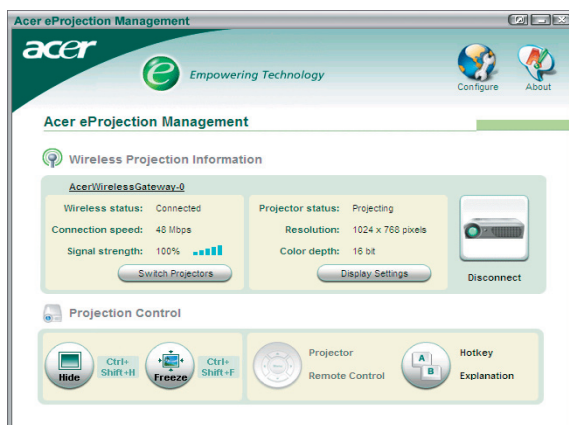 Acer eProjection Management
acer
e Empowering Technology
Configure
About
Acer eProjection Management
Wireless Projection Information
AcerWirelessGateway-0
Wireless status: Connected
Connection speed: 48 Mbps
Signal strength: 100%
Switch Projectors
Projector status: Projecting
Resolution: 1024 x 768 pixels
Color depth: 16 bit
Display Settings
Disconnect
Projection Control
Hide
Ctrl+
Shift+H
Freeze
Ctrl+
Shift+F
Projector
Remote Control
A
B
Hotkey
Explanation